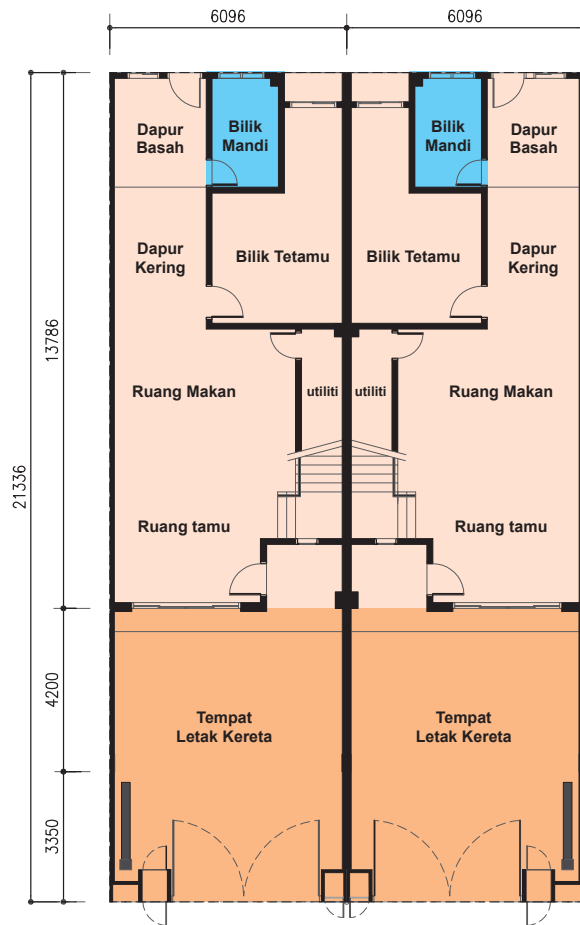 6096 6096
Dapur
Basah
Bilik
Mandi
Bilik
Mandi
Dapur
Basah
Dapur
Kering
Bilik Tetamu
Bilik Tetamu
Dapur
Kering
13786
21336
Ruang Makan
utiliti
utiliti
Ruang Makan
Ruang tamu
Ruang tamu
4200
Tempat
Letak Kereta
Tempat
Letak Kereta
3350